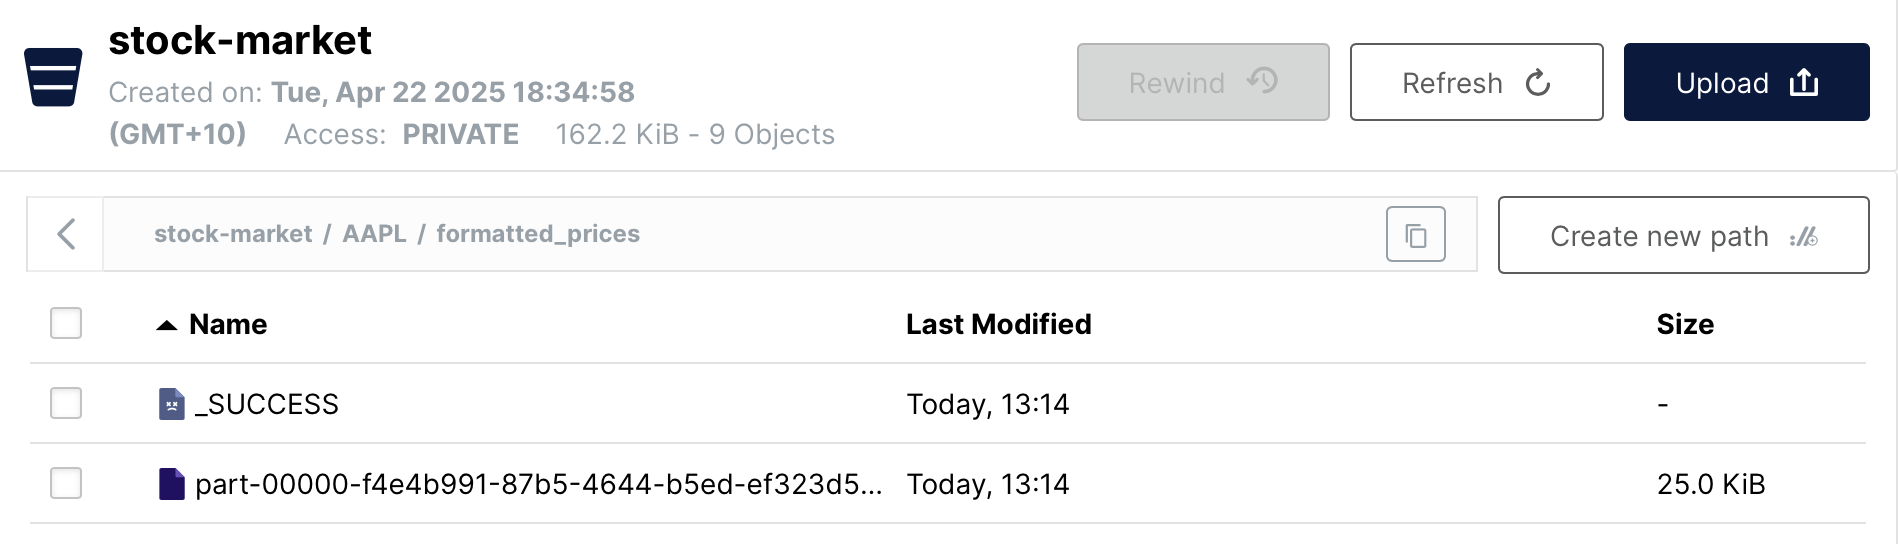 stock-market
Created on: Tue, Apr 22 2025 18:34:58
(GMT+10) Access: PRIVATE 162.2 KiB - 9 Objects
Rewind
Refresh
Upload
stock-market / AAPL / formatted_prices
Create new path
Name Last Modified Size
_SUCCESS Today, 13:14 -
part-00000-f4e4b991-87b5-4644-b5ed-ef323d5... Today, 13:14 25.0 KiB